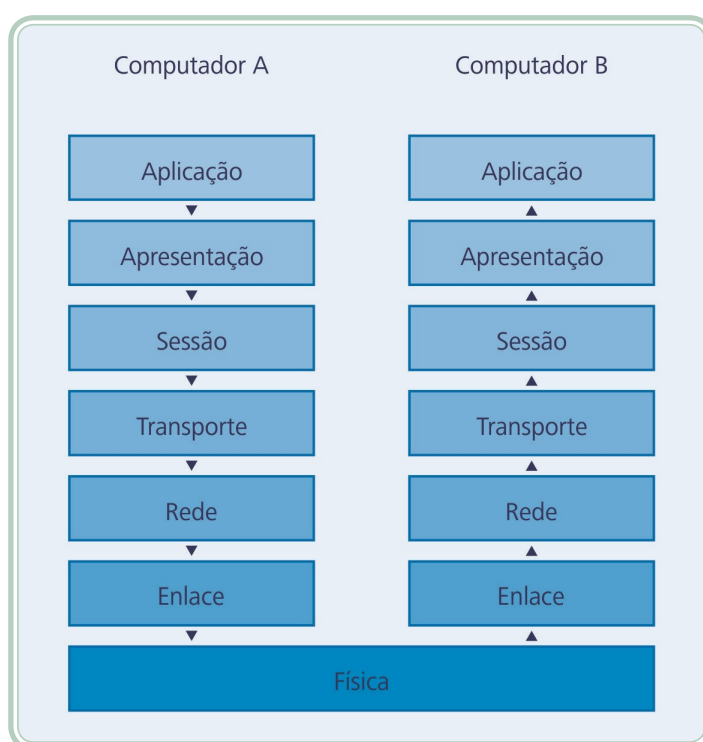 Computador A
Computador B
Aplicação
Aplicação
Apresentação
Apresentação
Sessão
Sessão
Transporte
Transporte
Rede
Rede
Enlace
Enlace
Física